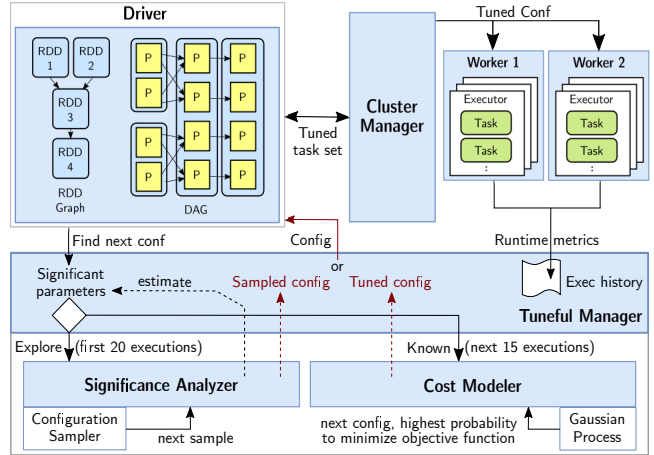 Driver
RDD
1
RDD
2
RDD
3
RDD
4
RDD
Graph
P
P
P
P
P
P
P
P
P
P
P
P
DAG
Tuned
task set
Cluster
Manager
Tuned Conf
Worker 1
Executor
Task
Task
⋮
Worker 2
Executor
Task
Task
⋮
Find next conf
Config
or
Runtime metrics
Significant
parameters
estimate
Sampled config
Tuned config
Exec history
Tuneful Manager
Explore
(first 20 executions)
Known
(next 15 executions)
Significance Analyzer
Configuration
Sampler
next sample
Cost Modeler
next config, highest probability
to minimize objective function
Gaussian
Process